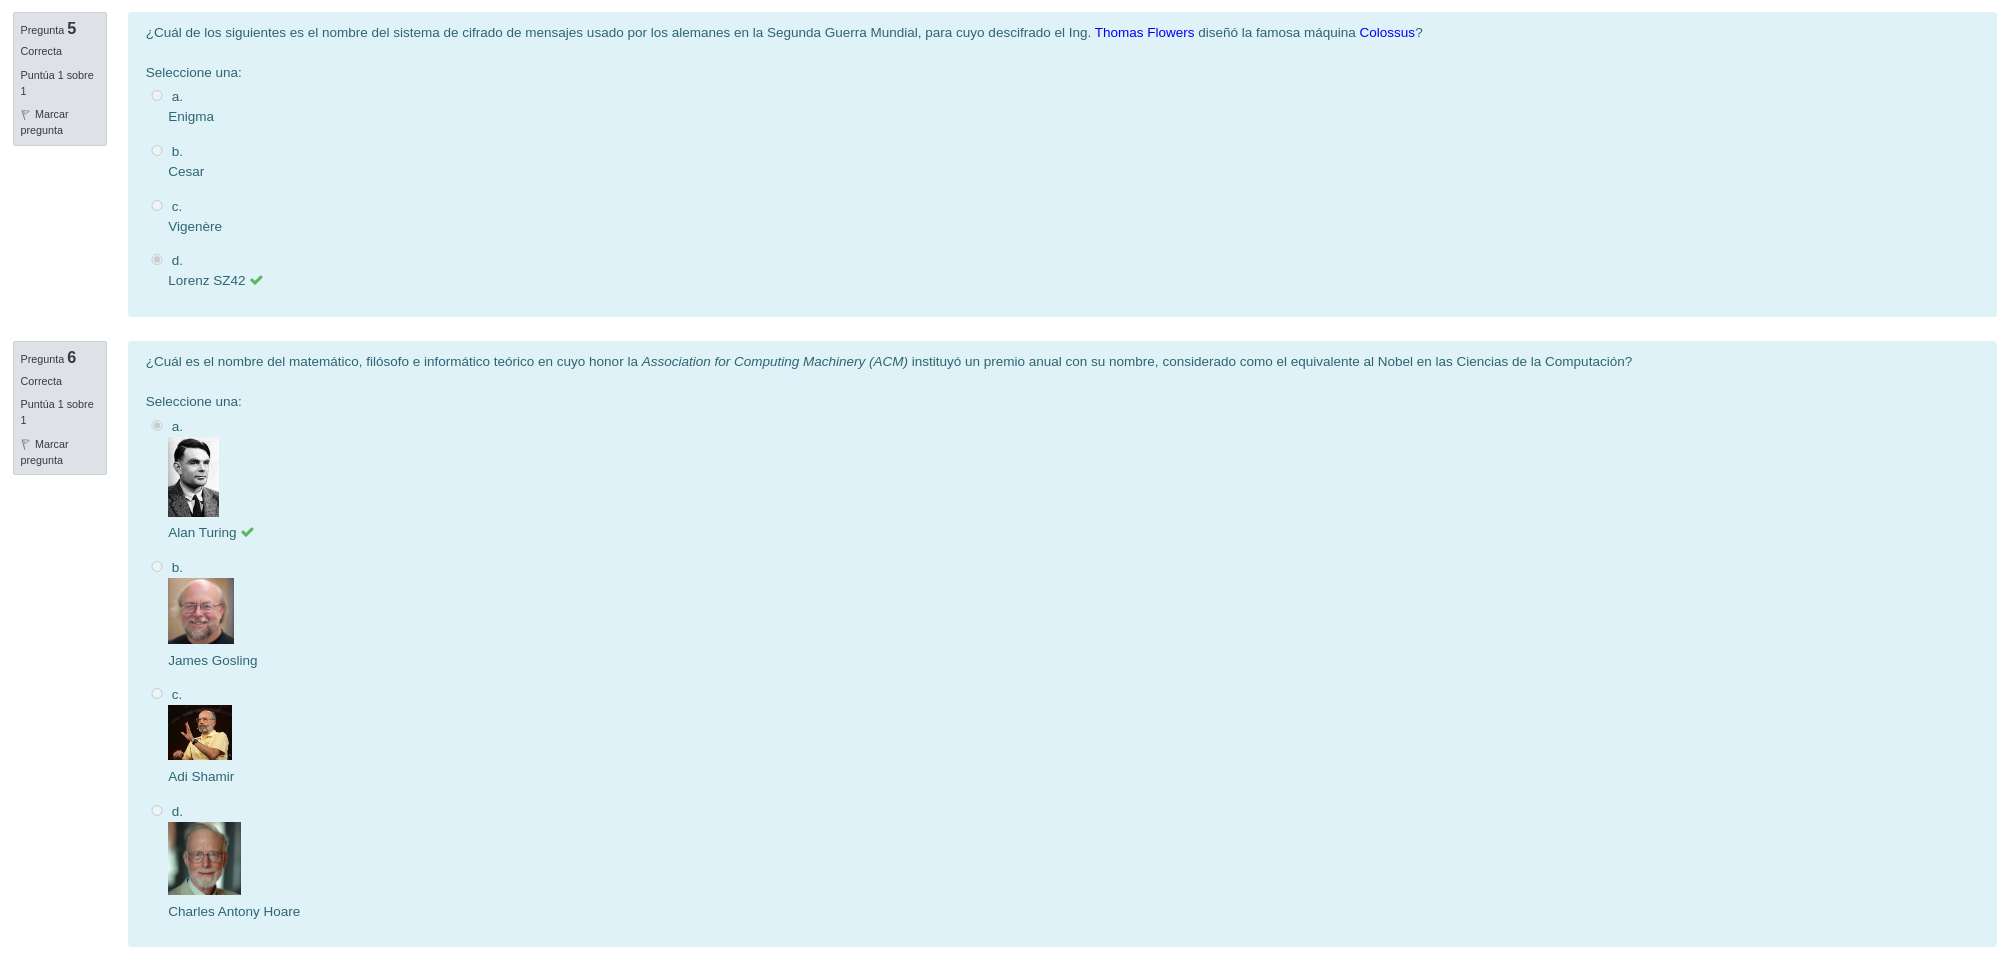 Pregunta 5
Correcta
Puntúa 1 sobre
1
Marcar
pregunta
¿Cuál de los siguientes es el nombre del sistema de cifrado de mensajes usado por los alemanes en la Segunda Guerra Mundial, para cuyo descifrado el Ing. Thomas Flowers diseñó la famosa máquina Colossus?
Seleccione una:
a.
Enigma
b.
Cesar
c.
Vigenère
d.
Lorenz SZ42
Pregunta 6
Correcta
Puntúa 1 sobre
1
Marcar
pregunta
¿Cuál es el nombre del matemático, filósofo e informático teórico en cuyo honor la Association for Computing Machinery (ACM) instituyó un premio anual con su nombre, considerado como el equivalente al Nobel en las Ciencias de la Computación?
Seleccione una:
a.
Alan Turing
b.
James Gosling
c.
Adi Shamir
d.
Charles Antony Hoare